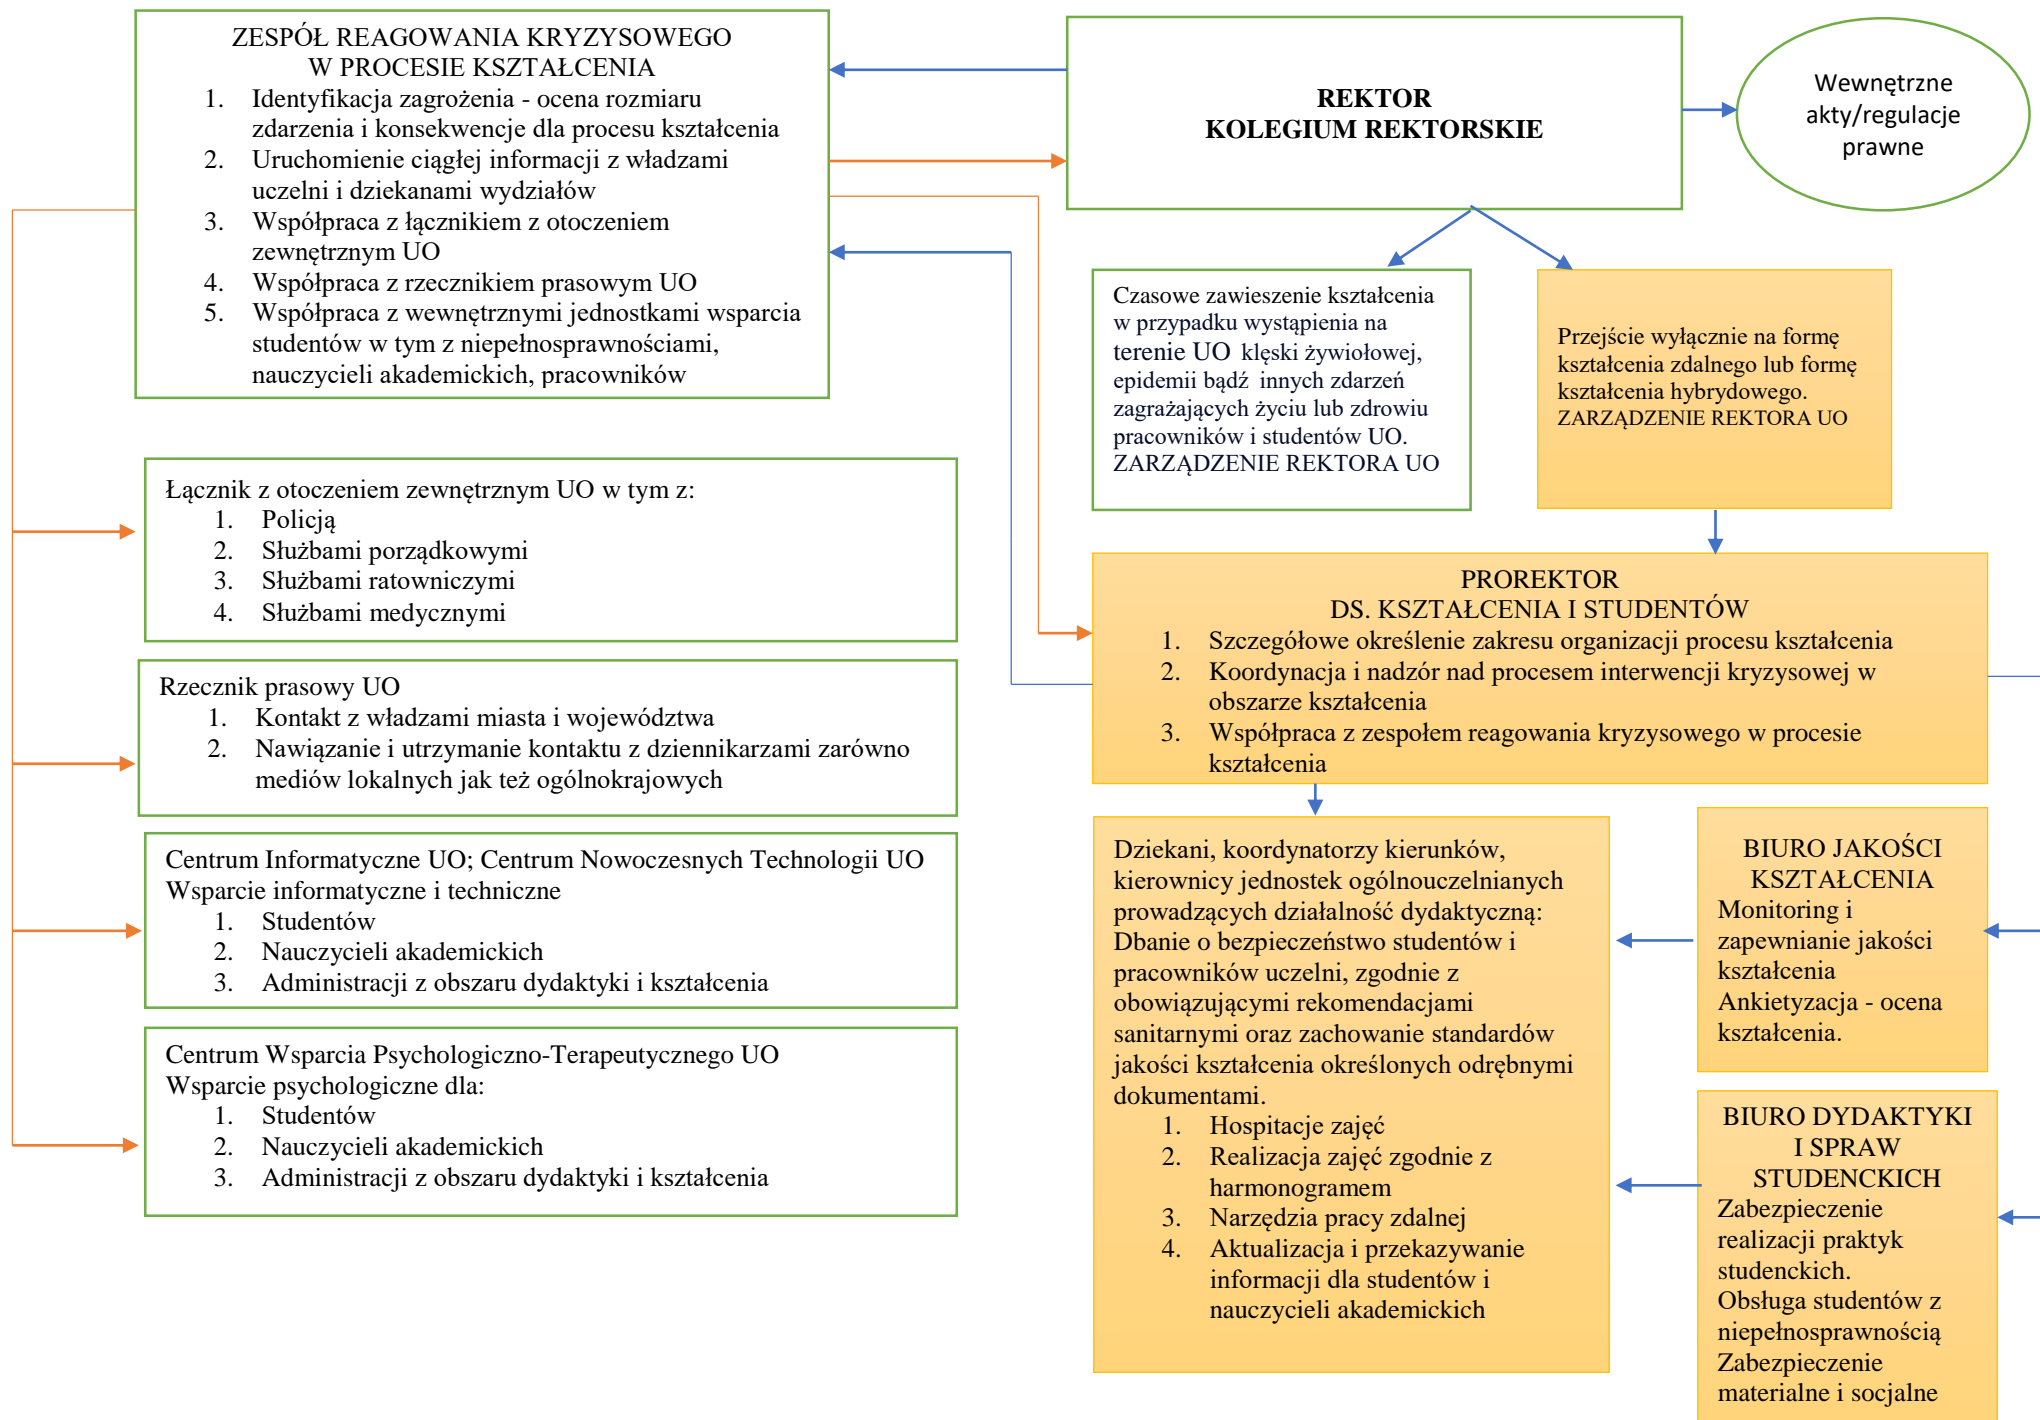 ZESPÓŁ REAGOWANIA KRYZYSOWEGO
W PROCESIE KSZTAŁCENIA
1. Identyfikacja zagrożenia - ocena rozmiaru
zdarzenia i konsekwencje dla procesu kształcenia
2. Uruchomienie ciągłej informacji z władzami
uczelni i dziekanami wydziałów
3. Współpraca z łącznikiem z otoczeniem
zewnętrznym UO
4. Współpraca z rzecznikiem prasowym UO
5. Współpraca z wewnętrznymi jednostkami wsparcia
studentów w tym z niepełnosprawnościami,
nauczycieli akademickich, pracowników
REKTOR
KOLEGIUM REKTORSKIE
Wewnętrzne
akty/regulacje
prawne
Czasowe zawieszenie kształcenia
w przypadku wystąpienia na
terenie UO klęski żywiołowej,
epidemii bądź innych zdarzeń
zagrażających życiu lub zdrowiu
pracowników i studentów UO.
ZARZĄDZENIE REKTORA UO
Przejście wyłącznie na formę
kształcenia zdalnego lub formę
kształcenia hybrydowego.
ZARZĄDZENIE REKTORA UO
Łącznik z otoczeniem zewnętrznym UO w tym z:
1. Policją
2. Służbami porządkowymi
3. Służbami ratowniczymi
4. Służbami medycznymi
Rzecznik prasowy UO
1. Kontakt z władzami miasta i województwa
2. Nawiązanie i utrzymanie kontaktu z dziennikarzami zarówno
mediów lokalnych jak też ogólnokrajowych
Centrum Informatyczne UO; Centrum Nowoczesnych Technologii UO
Wsparcie informatyczne i techniczne
1. Studentów
2. Nauczycieli akademickich
3. Administracji z obszaru dydaktyki i kształcenia
Centrum Wsparcia Psychologiczno-Terapeutycznego UO
Wsparcie psychologiczne dla:
1. Studentów
2. Nauczycieli akademickich
3. Administracji z obszaru dydaktyki i kształcenia
PROREKTOR
DS. KSZTAŁCENIA I STUDENTÓW
1. Szczegółowe określenie zakresu organizacji procesu kształcenia
2. Koordynacja i nadzór nad procesem interwencji kryzysowej w
obszarze kształcenia
3. Współpraca z zespołem reagowania kryzysowego w procesie
kształcenia
Dziekani, koordynatorzy kierunków,
kierownicy jednostek ogólnouczelnianych
prowadzących działalność dydaktyczną:
Dbanie o bezpieczeństwo studentów i
pracowników uczelni, zgodnie z
obowiązującymi rekomendacjami
sanitarnymi oraz zachowanie standardów
jakości kształcenia określonych odrębnymi
dokumentami.
1. Hospitacje zajęć
2. Realizacja zajęć zgodnie z
harmonogramem
3. Narzędzia pracy zdalnej
4. Aktualizacja i przekazywanie
informacji dla studentów i
nauczycieli akademickich
BIURO JAKOŚCI
KSZTAŁCENIA
Monitoring i
zapewnianie jakości
kształcenia
Ankietyzacja - ocena
kształcenia.
BIURO DYDAKTYKI
I SPRAW
STUDENCKICH
Zabezpieczenie
realizacji praktyk
studenckich.
Obsługa studentów z
niepełnosprawnością
Zabezpieczenie
materialne i socjalne